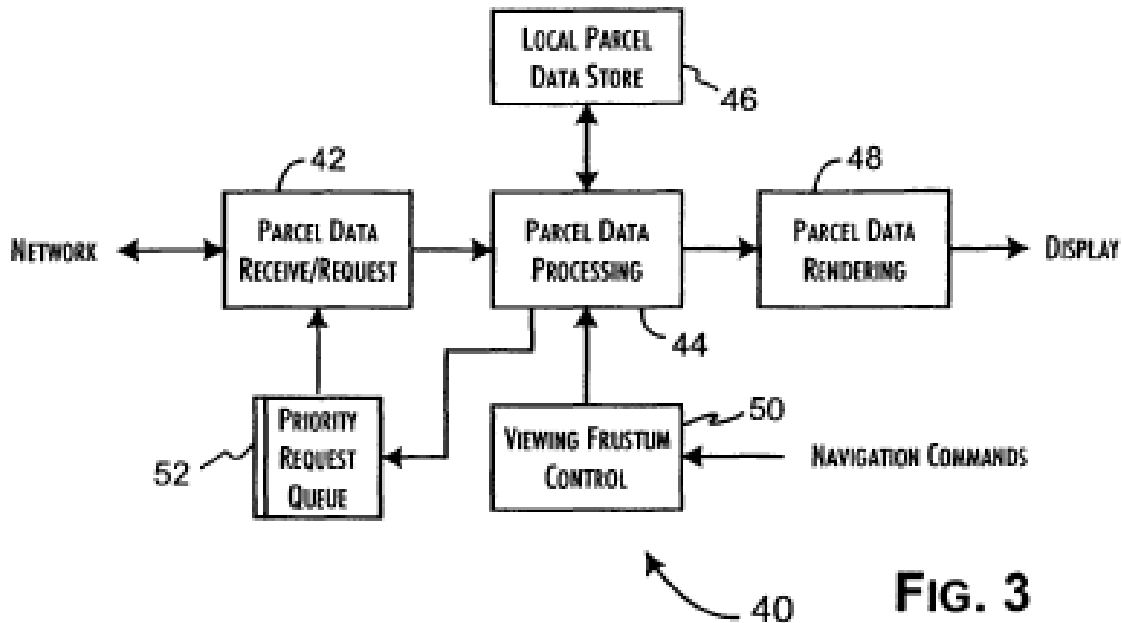 LOCAL PARCEL
DATA STORE
46
42
48
NETWORK
PARCEL DATA
RECEIVE/REQUEST
PARCEL DATA
PROCESSING
PARCEL DATA
RENDERING
DISPLAY
44
52
PRIORITY
REQUEST
QUEUE
VIEWING FRUSTUM
CONTROL
50
NAVIGATION COMMANDS
40
FIG. 3